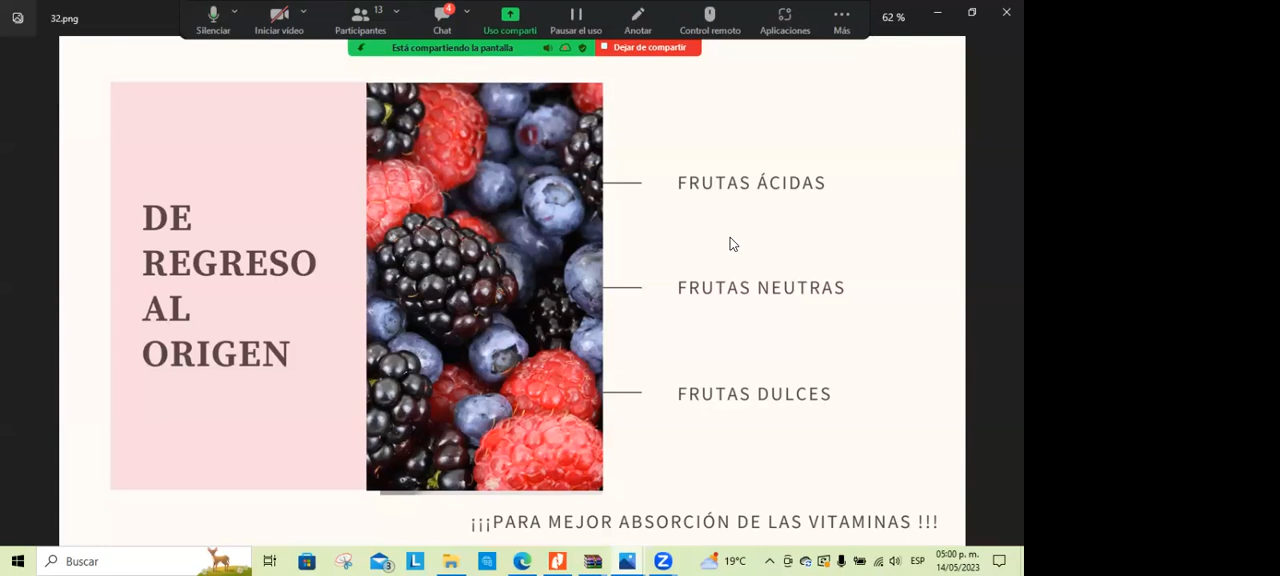 32.png
13
4
62 %
Silenciar
Iniciar video
Participantes
Chat
Uso comparti
Pausar el uso
Anotar
Control remoto
Aplicaciones
Más
Está compartiendo la pantalla
Dejar de compartir
DE
REGRESO
AL
ORIGEN
FRUTAS ÁCIDAS
FRUTAS NEUTRAS
FRUTAS DULCES
¡¡¡PARA MEJOR ABSORCIÓN DE LAS VITAMINAS !!!
Buscar
3
L
Z
19°C
ESP
05:00 p. m.
14/05/2023